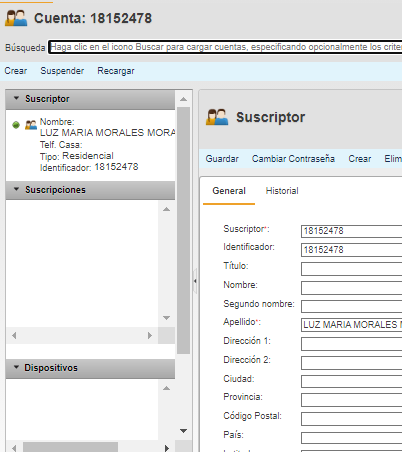 Cuenta: 18152478
Búsqueda Haga clic en el icono Buscar para cargar cuentas, especificando opcionalmente los crite
Crear Suspender Recargar
Suscriptor
Nombre:
LUZ MARIA MORALES MORA
Telf. Casa:
Tipo: Residencial
Identificador: 18152478
Suscripciones
Dispositivos
Suscriptor
Guardar Cambiar Contraseña Crear Elim
General Historial
Suscriptor*: 18152478
Identificador: 18152478
Título:
Nombre:
Segundo nombre:
Apellido*: LUZ MARIA MORALES M
Dirección 1:
Dirección 2:
Ciudad:
Provincia:
Código Postal:
País: